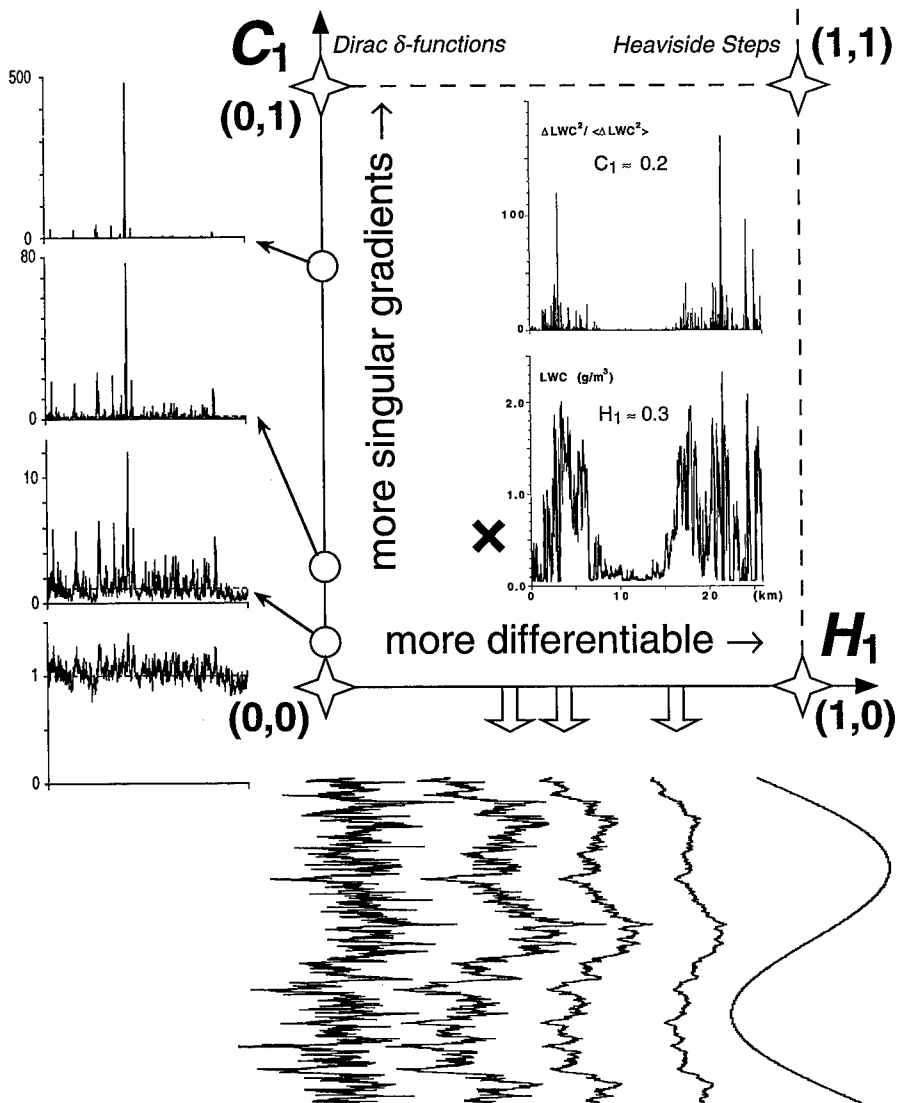 C₁
Dirac δ-functions
Heaviside Steps
(1,1)
(0,1)
500
0
80
0
10
0
1
0
more singular gradients →
ΔLWC²/ <ΔLWC²>
C₁ ≈ 0.2
100
0
LWC (g/m³)
H₁ ≈ 0.3
2.0
1.0
0.0
0 10 20 (km)
more differentiable →
H₁
(0,0)
(1,0)